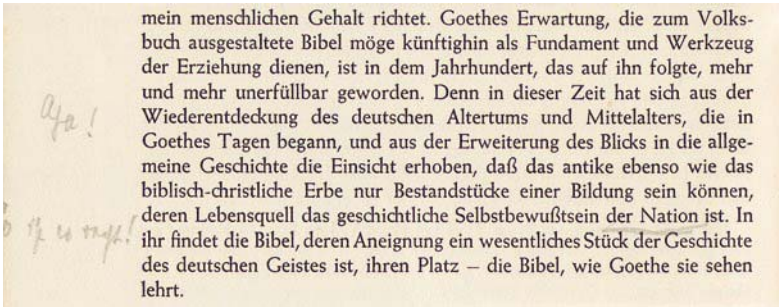 mein menschlichen Gehalt richtet. Goethes Erwartung, die zum Volks-
buch ausgestaltete Bibel möge künftighin als Fundament und Werkzeug
der Erziehung dienen, ist in dem Jahrhundert, das auf ihn folgte, mehr
und mehr unerfüllbar geworden. Denn in dieser Zeit hat sich aus der
Wiederentdeckung des deutschen Altertums und Mittelalters, die in
Goethes Tagen begann, und aus der Erweiterung des Blicks in die allge-
meine Geschichte die Einsicht erhoben, daß das antike ebenso wie das
biblisch-christliche Erbe nur Bestandstücke einer Bildung sein können,
deren Lebensquell das geschichtliche Selbstbewußtsein der Nation ist. In
ihr findet die Bibel, deren Aneignung ein wesentliches Stück der Geschichte
des deutschen Geistes ist, ihren Platz – die Bibel, wie Goethe sie sehen
lehrt.